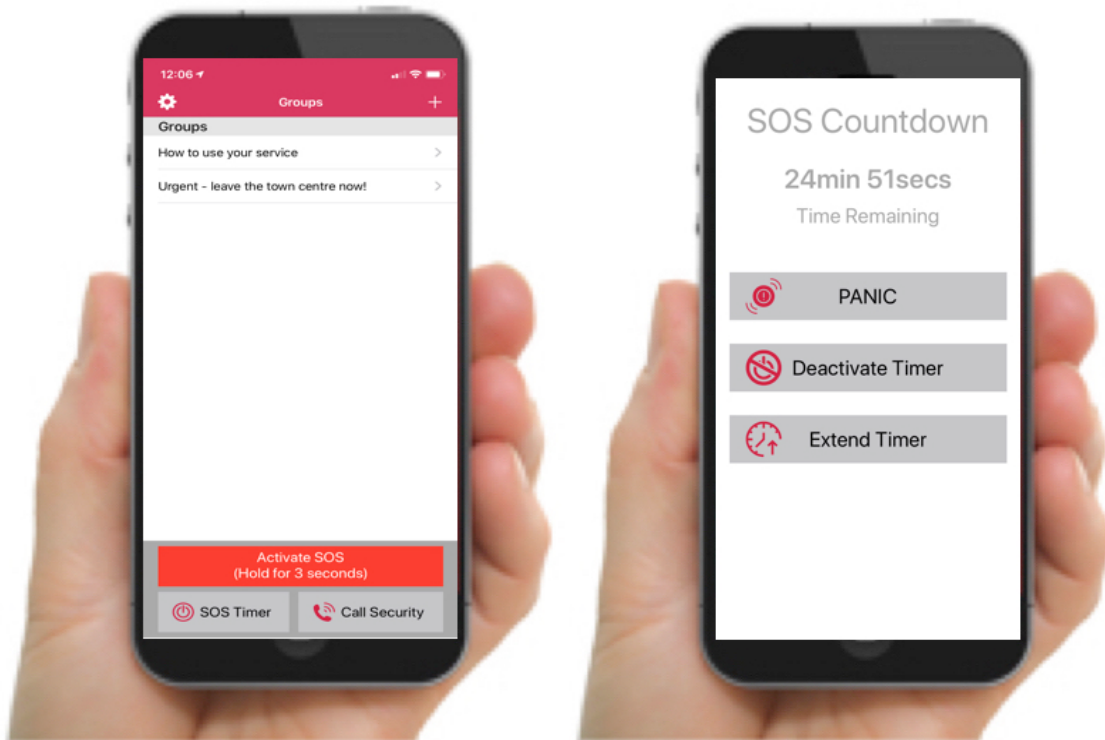 12:06
Groups
Groups
How to use your service
Urgent - leave the town centre now!
Activate SOS
(Hold for 3 seconds)
SOS Timer
Call Security
SOS Countdown
24min 51secs
Time Remaining
PANIC
Deactivate Timer
Extend Timer